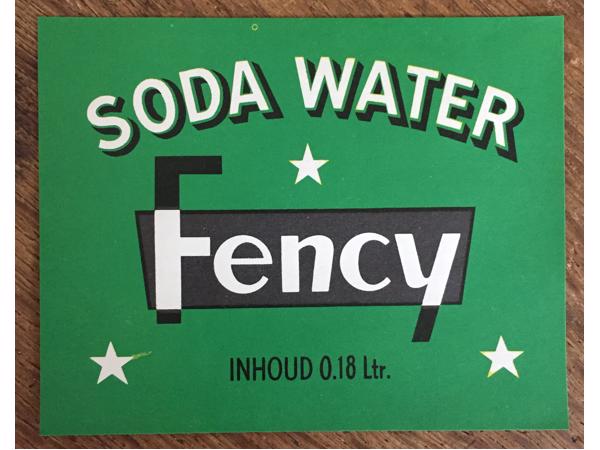 SODA WATER
Fency
INHOUD 0.18 Ltr.